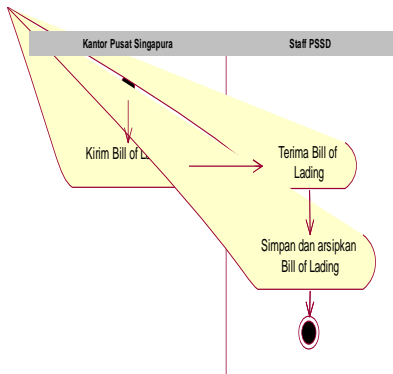 Kantor Pusat Singapura
Staff PSSD
Kirim Bill of
Terima Bill of
Lading
Simpan dan arsipkan
Bill of Lading